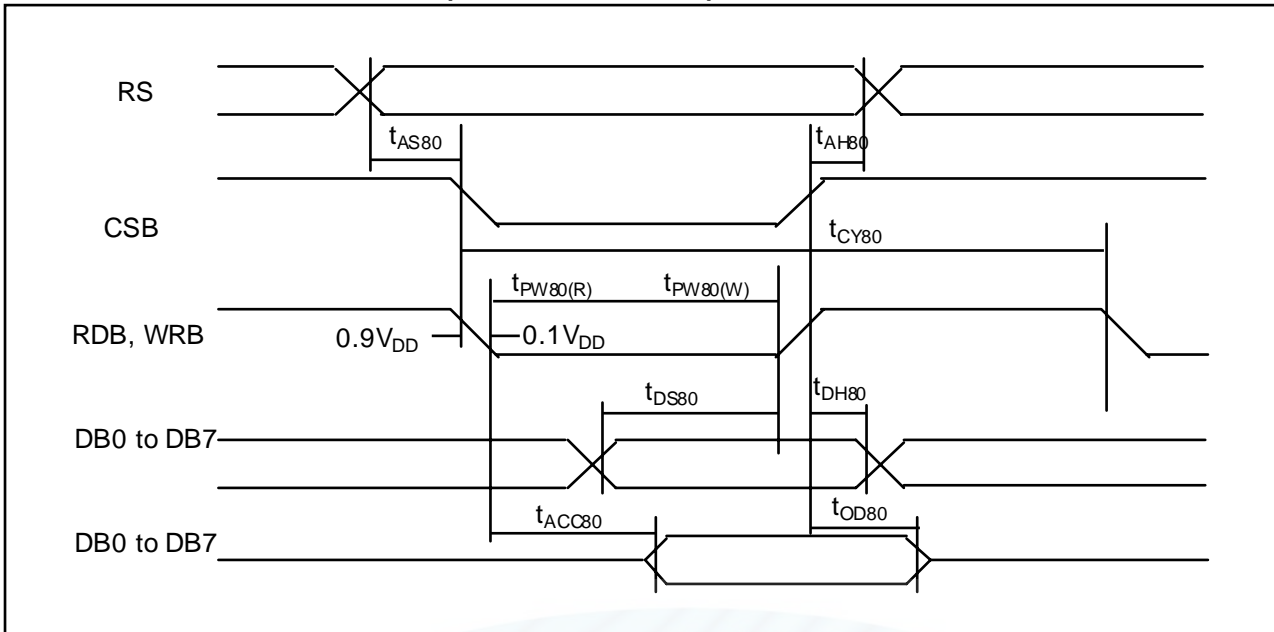 RS
tAS80
tAH80
CSB
tCY80
tPW80(R)
tPW80(W)
RDB, WRB
0.9VDD
0.1VDD
tDS80
tDH80
DB0 to DB7
tACC80
tOD80
DB0 to DB7